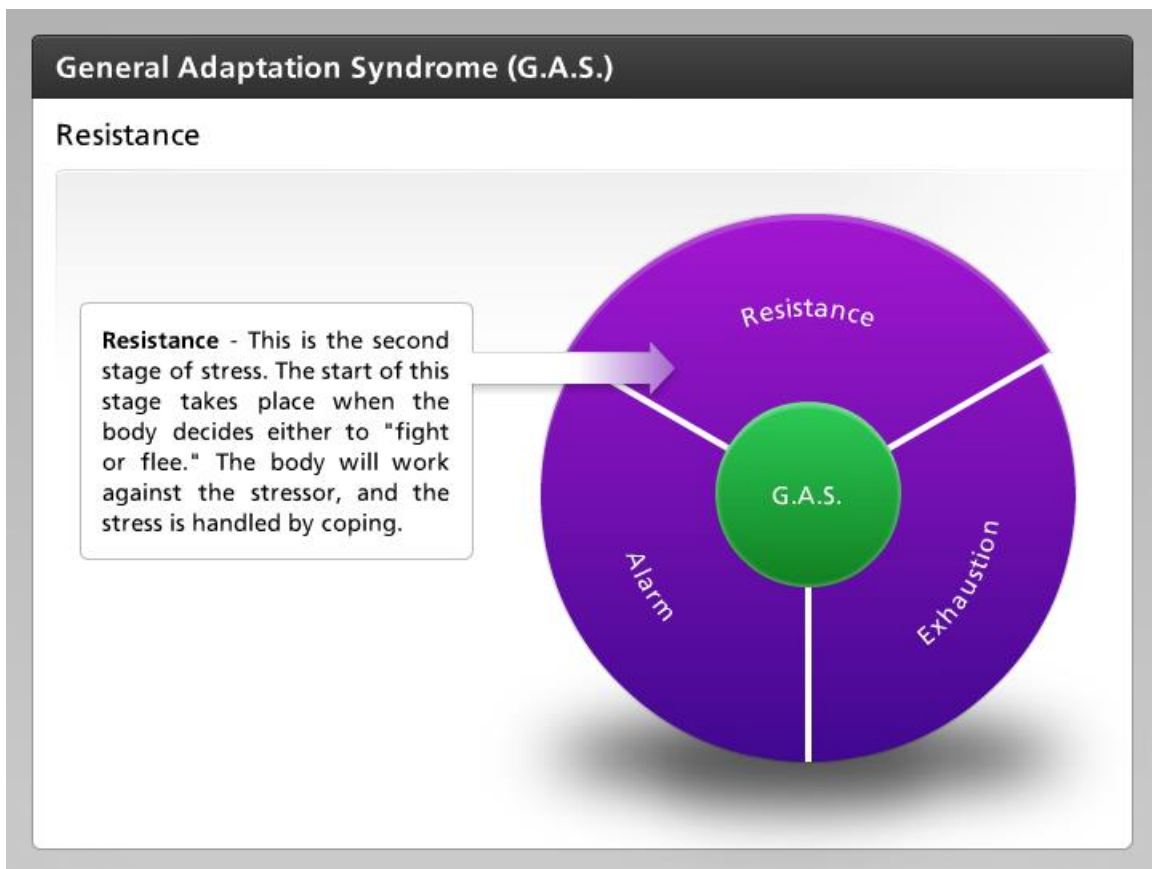 General Adaptation Syndrome (G.A.S.)
Resistance
Resistance - This is the second
stage of stress. The start of this
stage takes place when the
body decides either to "fight
or flee." The body will work
against the stressor, and the
stress is handled by coping.
Resistance
G.A.S.
Alarm
Exhaustion